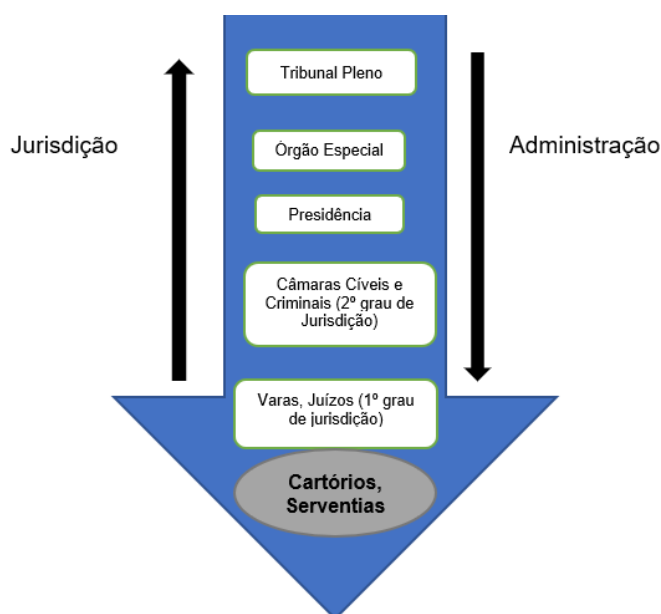 Tribunal Pleno
Jurisdição
Administração
Órgão Especial
Presidência
Câmaras Cíveis e
Criminais (2º grau de
Jurisdição)
Varas, Juízos (1º grau
de jurisdição)
Cartórios,
Serventias